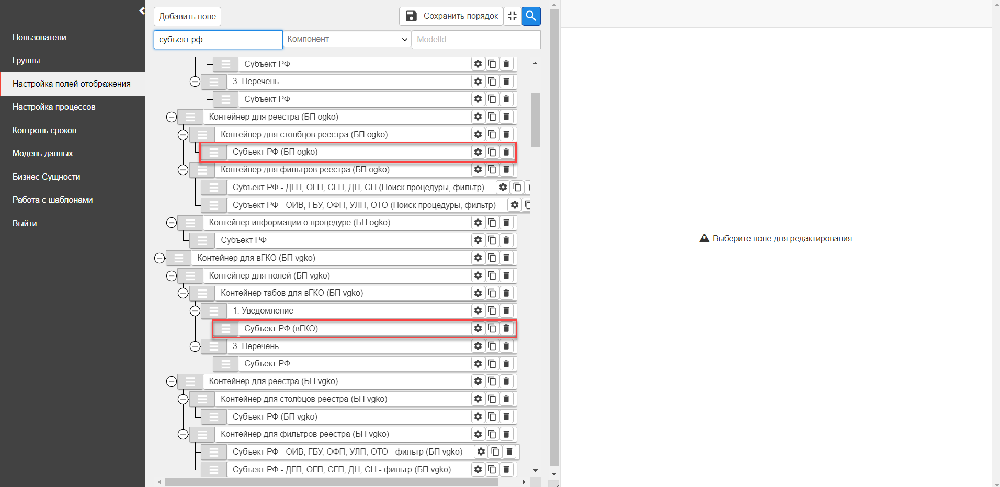 Пользователи
Группы
Настройка полей отображения
Настройка процессов
Контроль сроков
Модель данных
Бизнес Сущности
Работа с шаблонами
Выйти
Добавить поле
Сохранить порядок
субъект рф
Компонент
ModelId
Субъект РФ
3. Перечень
Субъект РФ
Контейнер для реестра (БП ogko)
Контейнер для столбцов реестра (БП ogko)
Субъект РФ (БП ogko)
Контейнер для фильтров реестра (БП ogko)
Субъект РФ - ДГП, ОГП, СГП, ДН, СН (Поиск процедуры, фильтр)
Субъект РФ - ОИВ, ГБУ, ОФП, УЛП, ОТО (Поиск процедуры, фильтр)
Контейнер информации о процедуре (БП ogko)
Субъект РФ
Контейнер для вГКО (БП vgko)
Контейнер для полей (БП vgko)
Контейнер табов для вГКО (БП vgko)
1. Уведомление
Субъект РФ (вГКО)
3. Перечень
Субъект РФ
Контейнер для реестра (БП vgko)
Контейнер для столбцов реестра (БП vgko)
Субъект РФ (БП vgko)
Контейнер для фильтров реестра (БП vgko)
Субъект РФ - ОИВ, ГБУ, ОФП, УЛП, ОТО - фильтр (БП vgko)
Субъект РФ - ДГП, ОГП, СГП, ДН, СН - фильтр (БП vgko)
Выберите поле для редактирования